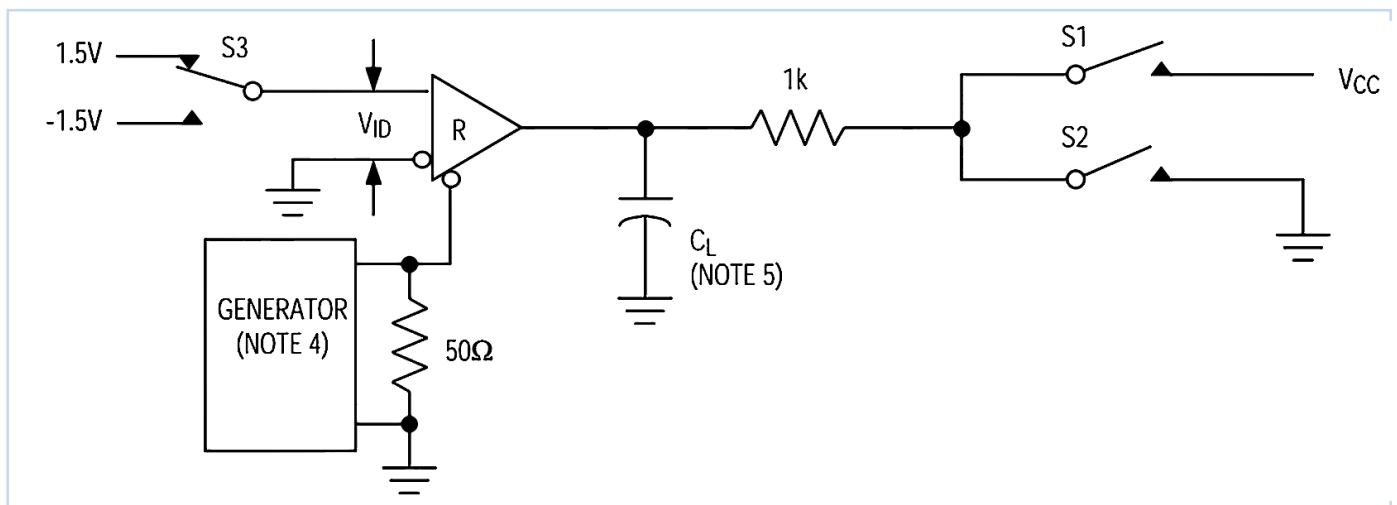 1.5V
S3
-1.5V
VID
R
GENERATOR
(NOTE 4)
50Ω
CL
(NOTE 5)
1k
S1
VCC
S2